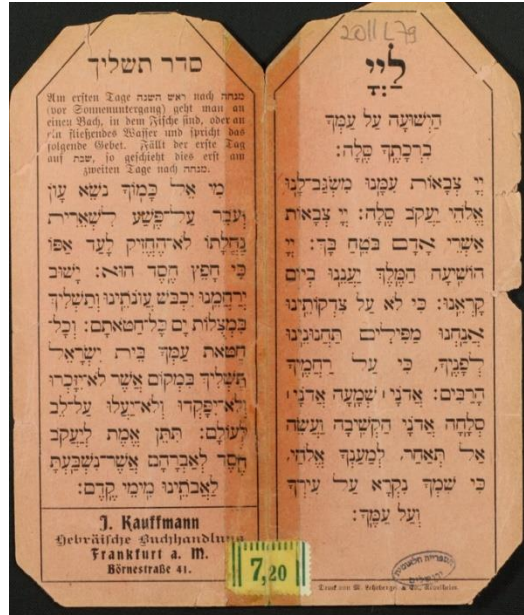 סדר תשליך
Am ersten Tage ראש השנה nach מנחה
(vor Sonnenuntergang) geht man an
einen Bach, in dem Fische sind, oder an
ein fließendes Wasser und spricht das
folgende Gebet. Fällt der erste Tag
auf שבת, so geschieht dies erst am
zweiten Tage nach מנחה.
מִי אֵל כָּמוֹךָ נֹשֵׂא עָוֹן
וְעֹבֵר עַל־פֶּשַׁע לִשְׁאֵרִית
נַחֲלָתוֹ לֹא־הֶחֱזִיק לָעַד אַפּוֹ
כִּי חָפֵץ חֶסֶד הוּא: יָשׁוּב
יְרַחֲמֵנוּ יִכְבֹּשׁ עֲוֹנֹתֵינוּ וְתַשְׁלִיךְ
בִּמְצֻלוֹת יָם כָּל־חַטֹּאתָם: וְכָל־
חַטֹּאת עַמְּךָ בֵּית יִשְׂרָאֵל
תַּשְׁלִיךְ בִּמְקוֹם אֲשֶׁר לֹא־יִזָּכְרוּ
וְלֹא־יִפָּקְדוּ וְלֹא־יַעֲלוּ עַל־לֵב
לְעוֹלָם: תִּתֵּן אֱמֶת לְיַעֲקֹב
חֶסֶד לְאַבְרָהָם אֲשֶׁר־נִשְׁבַּעְתָּ
לַאֲבֹתֵינוּ מִימֵי קֶדֶם:
J. Kauffmann
Hebräische Buchhandlung
Frankfurt a. M.
Börnestraße 41.
7,20
2011 L79
לַיְיָ
הַיְשׁוּעָה עַל עַמְּךָ
בִרְכָתֶךָ סֶּלָה:
יְיָ צְבָאוֹת עִמָּנוּ מִשְׂגַּב־לָנוּ
אֱלֹהֵי יַעֲקֹב סֶלָה: יְיָ צְבָאוֹת
אַשְׁרֵי אָדָם בֹּטֵחַ בָּךְ: יְיָ
הוֹשִׁיעָה הַמֶּלֶךְ יַעֲנֵנוּ בְיוֹם
קָרְאֵנוּ: כִּי לֹא עַל צִדְקוֹתֵינוּ
אֲנַחְנוּ מַפִּילִים תַּחֲנוּנֵינוּ
לְפָנֶיךָ, כִּי עַל רַחֲמֶיךָ
הָרַבִּים: אֲדֹנָי ׀ שְׁמָעָה אֲדֹנָי ׀
סְלָחָה אֲדֹנָי הַקְשִׁיבָה וַעֲשֵׂה
אַל תְּאַחַר, לְמַעַנְךָ אֱלֹהַי,
כִּי שִׁמְךָ נִקְרָא עַל עִירְךָ
וְעַל עַמֶּךָ:
Druck von M. Lehrberger & Co., Rödelheim